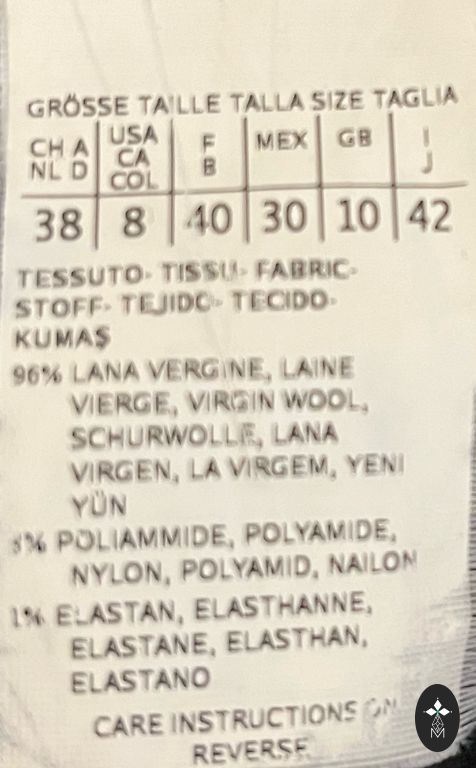 GRÖSSE TAILLE TALLA SIZE TAGLIA
CH A NL D | USA CA COL | F B | MEX | GB | I J
38 | 8 | 40 | 30 | 10 | 42
TESSUTO- TISSU- FABRIC-
STOFF- TEJIDO- TECIDO-
KUMAŞ
96% LANA VERGINE, LAINE
VIERGE, VIRGIN WOOL,
SCHURWOLLE, LANA
VIRGEN, LA VIRGEM, YENI
YÜN
3% POLIAMMIDE, POLYAMIDE,
NYLON, POLYAMID, NAILON
1% ELASTAN, ELASTHANNE,
ELASTANE, ELASTHAN,
ELASTANO
CARE INSTRUCTIONS ON
REVERSE
M